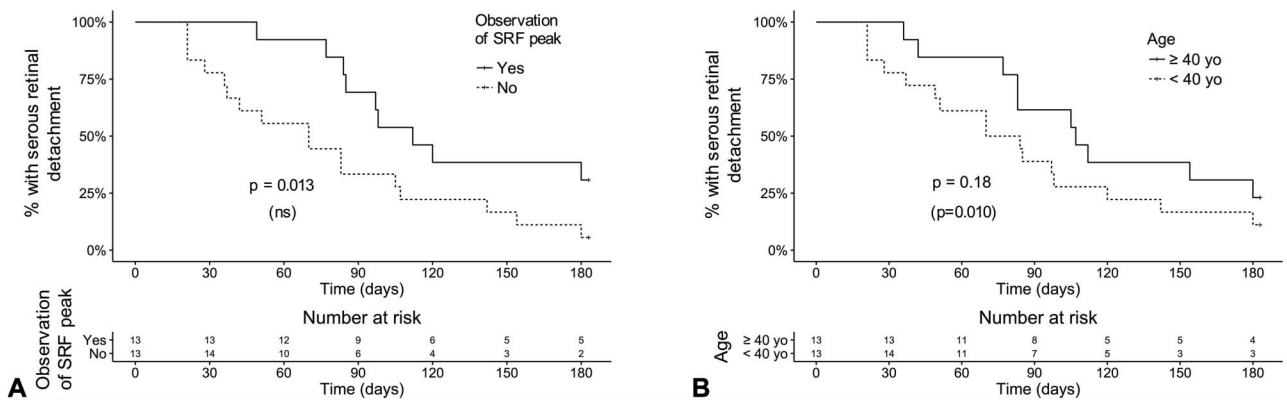 % with serous retinal
detachment
100%
75%
50%
25%
0%
Observation
of SRF peak
Yes
No
p = 0.013
(ns)
0 30 60 90 120 150 180
Time (days)
Number at risk
Observation
of SRF peak
Yes 13 13 12 9 6 5 5
No 13 14 10 6 4 3 2
0 30 60 90 120 150 180
Time (days)
A
% with serous retinal
detachment
100%
75%
50%
25%
0%
Age
≥ 40 yo
< 40 yo
p = 0.18
(p=0.010)
0 30 60 90 120 150 180
Time (days)
Number at risk
Age
≥ 40 yo 13 13 11 8 5 5 4
< 40 yo 13 14 11 7 5 3 3
0 30 60 90 120 150 180
Time (days)
B